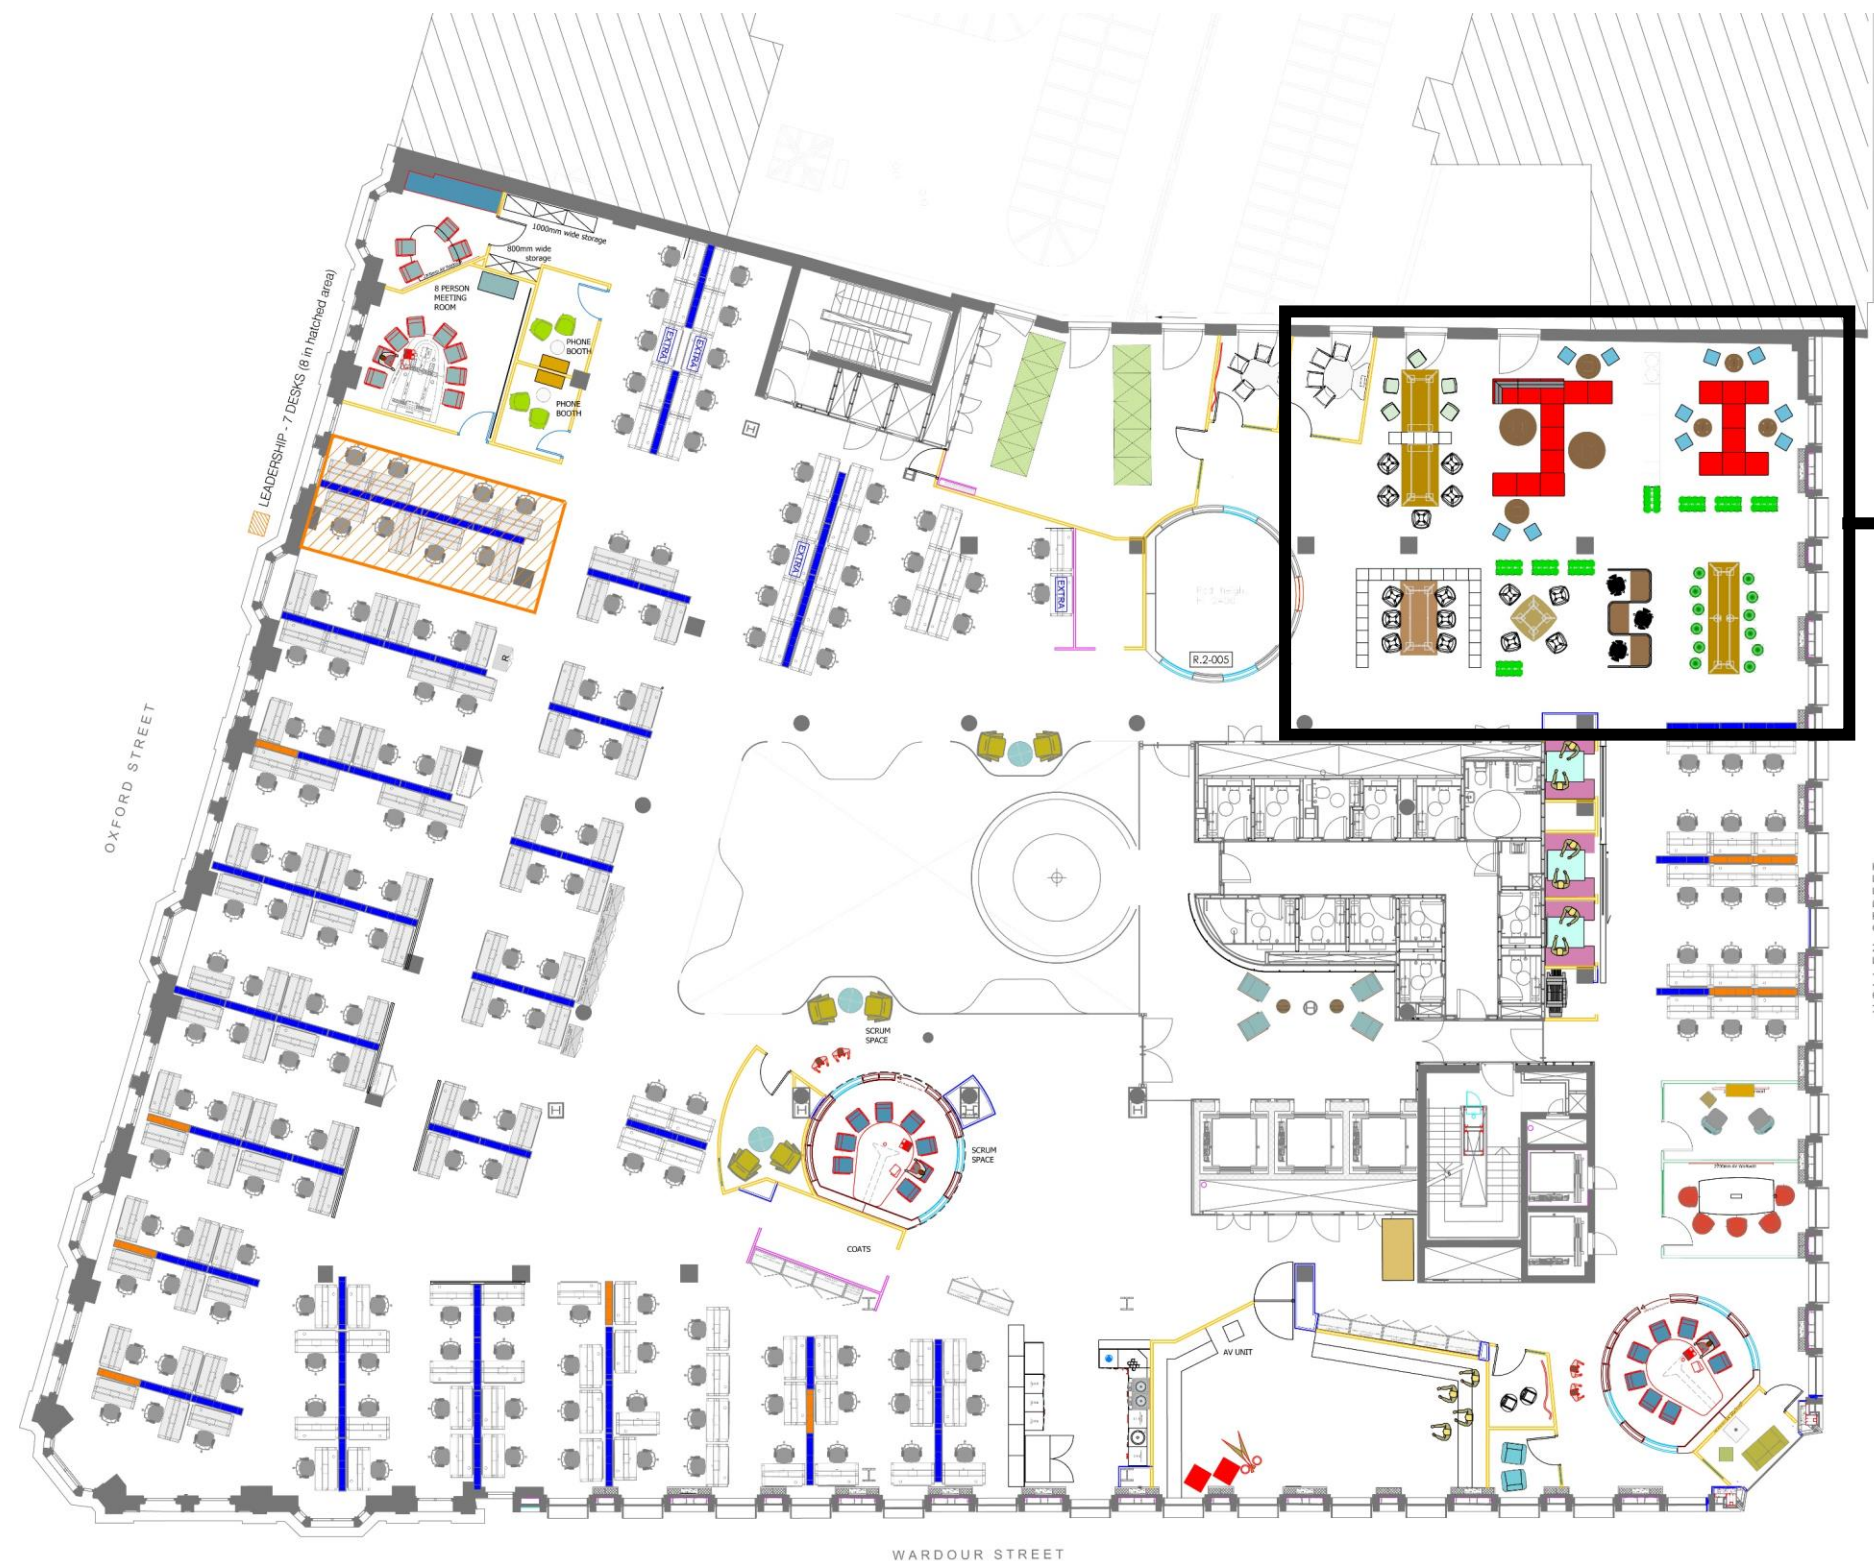 1000mm wide storage
800mm wide
storage
8 PERSON
MEETING
ROOM
PHONE
BOOTH
PHONE
BOOTH
EXTRA
EXTRA
LEADERSHIP - 7 DESKS (8 in hatched area)
EXTRA
EXTRA
R
R.2-005
OXFORD STREET
SCRUM
SPACE
SCRUM
SPACE
COATS
AV UNIT
WARDOUR STREET